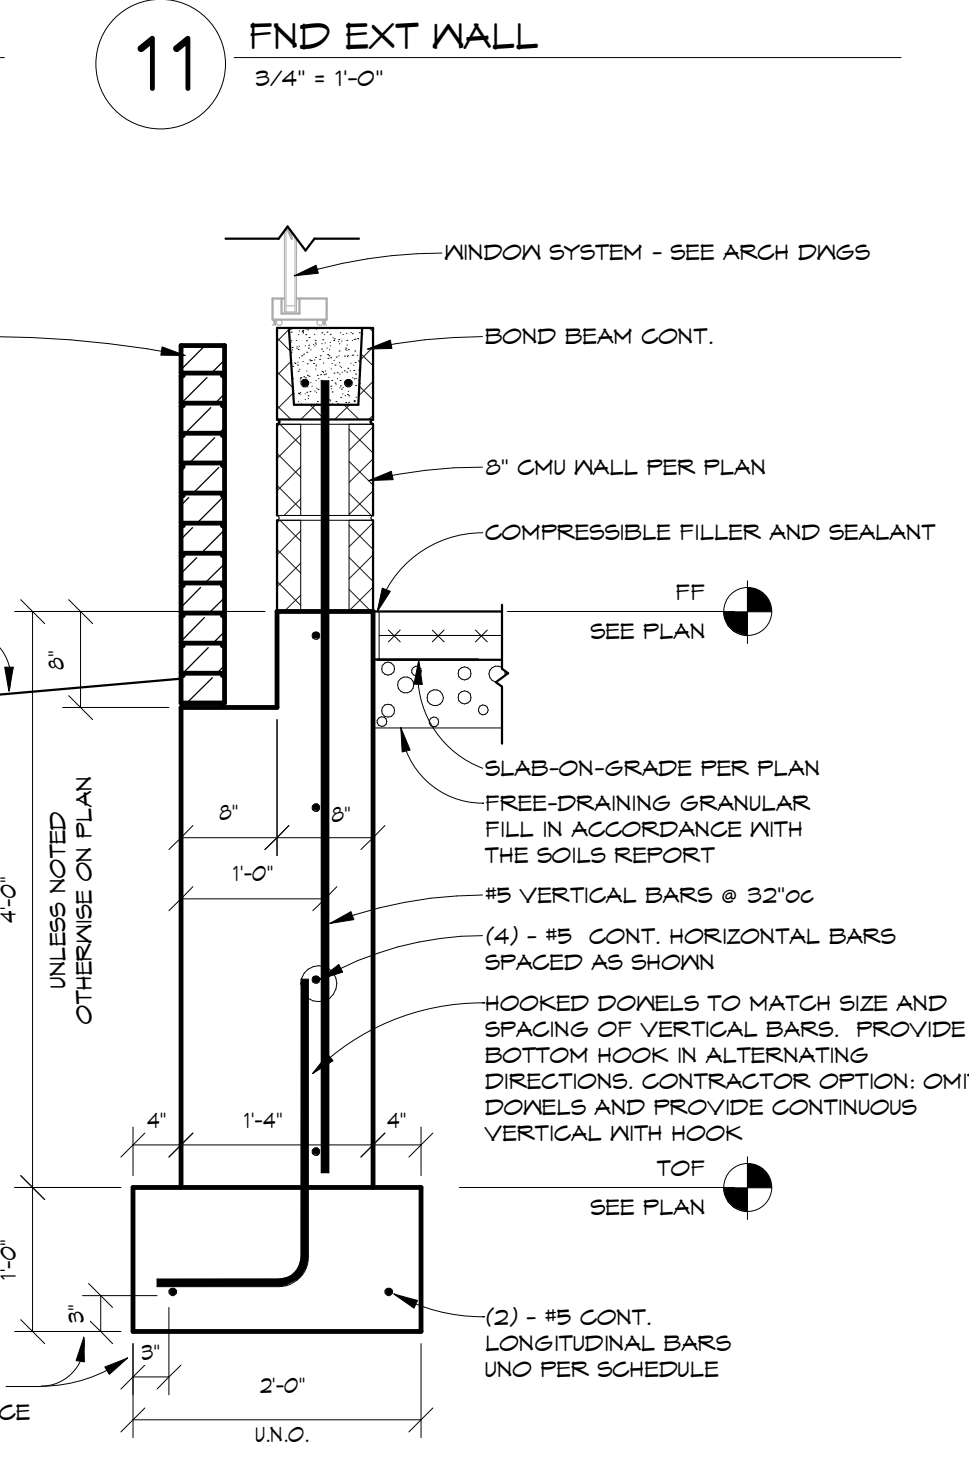 11
FND EXT WALL
3/4" = 1'-0"
WINDOW SYSTEM - SEE ARCH DWGS
BOND BEAM CONT.
8" CMU WALL PER PLAN
COMPRESSIBLE FILLER AND SEALANT
FF
SEE PLAN
8"
SLAB-ON-GRADE PER PLAN
FREE-DRAINING GRANULAR
FILL IN ACCORDANCE WITH
THE SOILS REPORT
8"
8"
1'-0"
4'-0"
UNLESS NOTED
OTHERWISE ON PLAN
#5 VERTICAL BARS @ 32"oc
(4) - #5 CONT. HORIZONTAL BARS
SPACED AS SHOWN
HOOKED DOWELS TO MATCH SIZE AND
SPACING OF VERTICAL BARS. PROVIDE
BOTTOM HOOK IN ALTERNATING
DIRECTIONS. CONTRACTOR OPTION: OMI
DOWELS AND PROVIDE CONTINUOUS
VERTICAL WITH HOOK
4"
1'-4"
4"
TOF
SEE PLAN
1'-0"
3"
3"
(2) - #5 CONT.
LONGITUDINAL BARS
UNO PER SCHEDULE
2'-0"
U.N.O.
CE